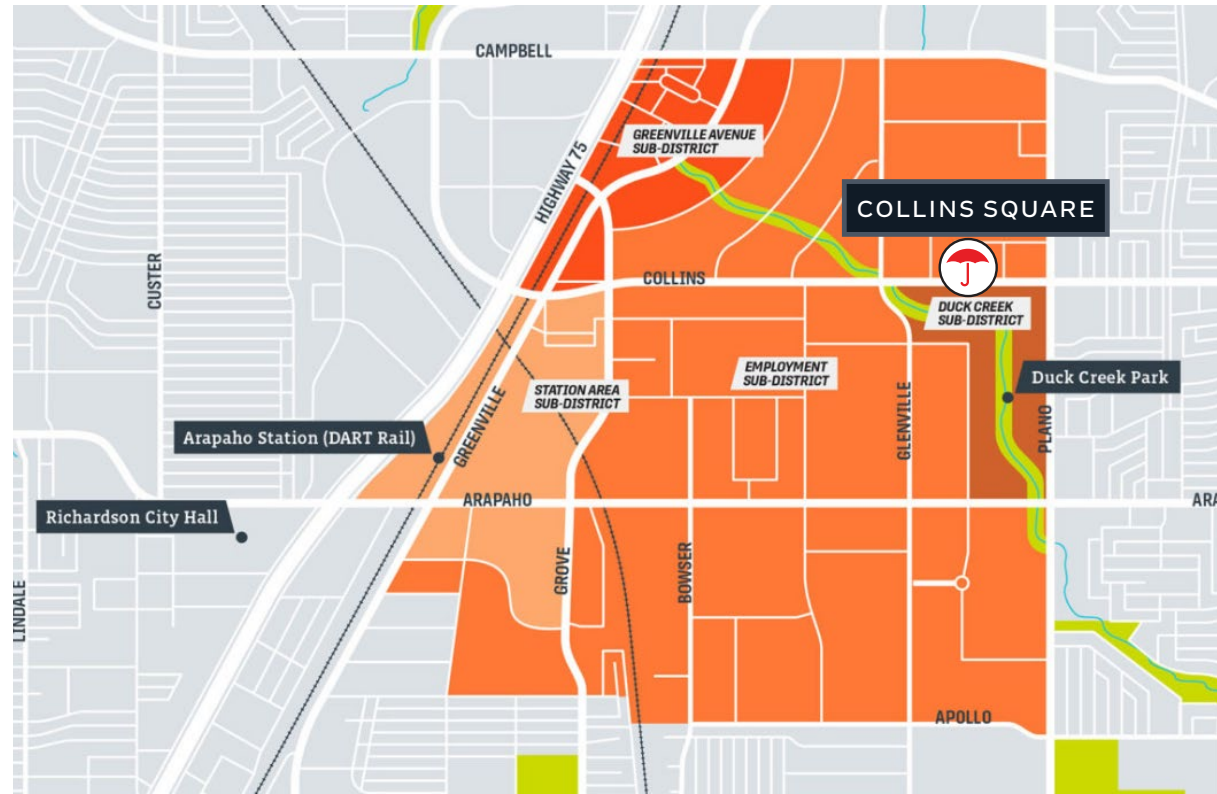 CAMPBELL
GREENVILLE AVENUE
SUB-DISTRICT
HIGHWAY 75
COLLINS SQUARE
CUSTER
COLLINS
DUCK CREEK
SUB-DISTRICT
EMPLOYMENT
SUB-DISTRICT
Duck Creek Park
STATION AREA
SUB-DISTRICT
GREENVILLE
GLENVILLE
PLANO
Arapaho Station (DART Rail)
ARAPAHO
ARA
Richardson City Hall
GROVE
BOWSER
LINDALE
APOLLO